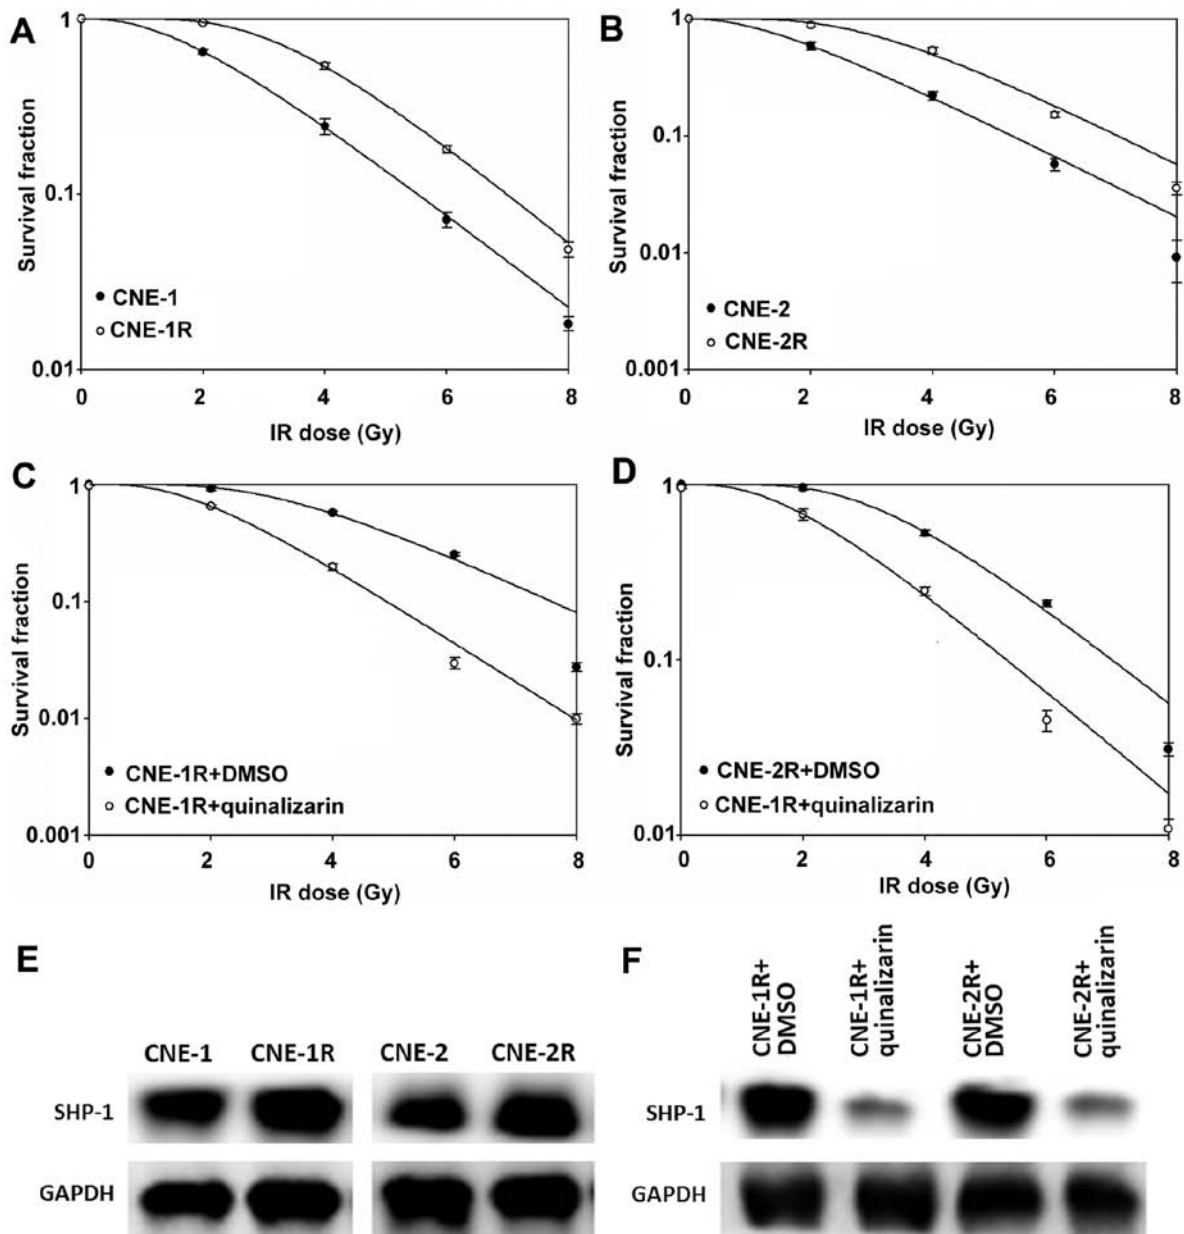 A
1
0.1
0.01
Survival fraction
CNE-1
CNE-1R
0
2
4
6
8
IR dose (Gy)
B
1
0.1
0.01
0.001
Survival fraction
CNE-2
CNE-2R
0
2
4
6
8
IR dose (Gy)
C
1
0.1
0.01
0.001
Survival fraction
CNE-1R+DMSO
CNE-1R+quinalizarin
0
2
4
6
8
IR dose (Gy)
D
1
0.1
0.01
Survival fraction
CNE-2R+DMSO
CNE-1R+quinalizarin
0
2
4
6
8
IR dose (Gy)
E
CNE-1 CNE-1R CNE-2 CNE-2R
SHP-1
GAPDH
F
CNE-1R+
DMSO
CNE-1R+
quinalizarin
CNE-2R+
DMSO
CNE-2R+
quinalizarin
SHP-1
GAPDH